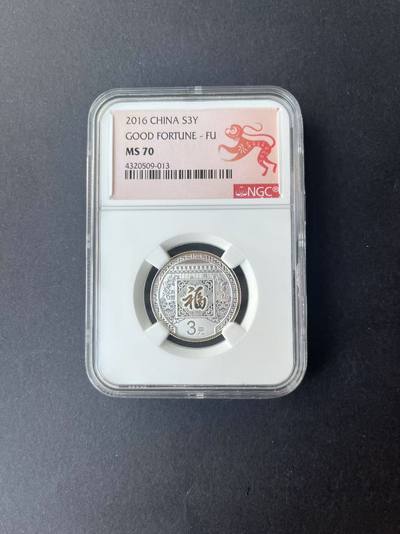 2016 CHINA S3Y
GOOD FORTUNE - FU
MS 70
4320509-013
NGC®
福
3元